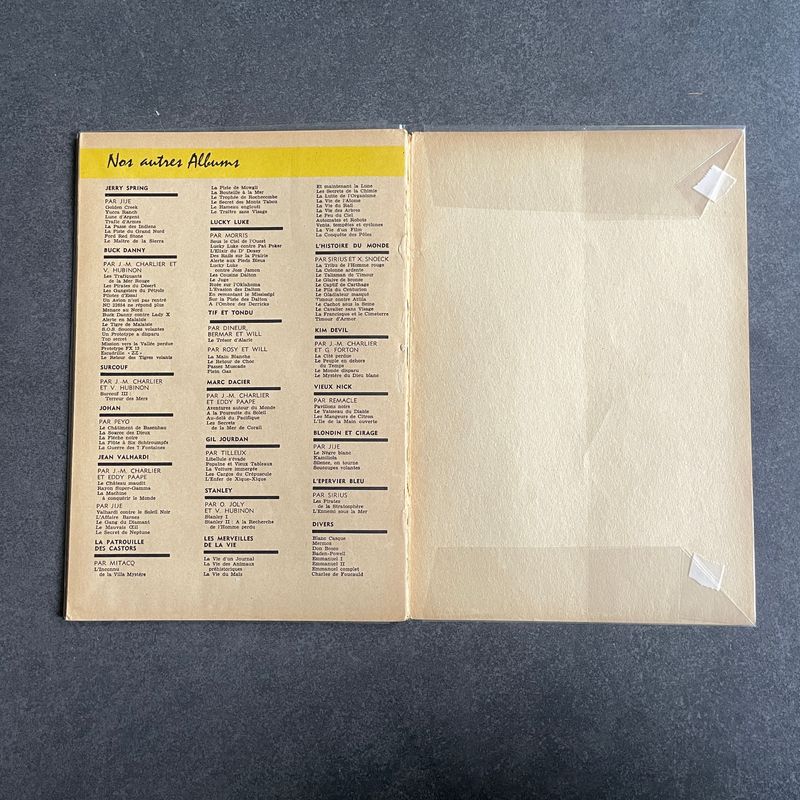 Nos autres Albums
JERRY SPRING
PAR JIJE
Golden Creek
Yucca Ranch
Lune d'Argent
Trafic d'Armes
La Passe des Indiens
La Piste du Grand Nord
Ford Red Stone
Le Maître de la Sierra
BUCK DANNY
PAR J.-M. CHARLIER ET
V. HUBINON
Les Trafiquants
de la Mer Rouge
Les Pirates du Désert
Les Gangsters du Pétrole
Pilotes d'Essai
Un Avion n'est pas rentré
NC 22654 ne répond plus
Menace au Nord
Buck Danny contre Lady X
Alerte en Malaisie
Le Tigre de Malaisie
S.O.S. Soucoupes volantes
Un Prototype a disparu
Top secret
Mission vers la Vallée perdue
Prototype FX 13
Escadrille « ZZ »
Le Retour des Tigres volants
SURCOUF
PAR J.-M. CHARLIER
ET V. HUBINON
Surcouf III :
Terreur des Mers
JOHAN
PAR PEYO
Le Châtiment de Basenhau
La Source des Dieux
La Flèche noire
La Flûte à Six Schtroumpfs
La Guerre des 7 Fontaines
JEAN VALHARDI
PAR J.-M. CHARLIER
ET EDDY PAAPE
Le Château maudit
Rayon Super-Gamma
La Machine
à conquérir le Monde
PAR JIJE
Valhardi contre le Soleil Noir
L'Affaire Barnes
Le Gang du Diamant
Le Mauvais Œil
Le Secret de Neptune
LA PATROUILLE
DES CASTORS
PAR MITACQ
L'Inconnu
de la Villa Mystère
La Piste de Mowgli
La Bouteille à la Mer
Le Trophée de Rochecombe
Le Secret des Monts Tabou
Le Hameau englouti
Le Traître sans Visage
LUCKY LUKE
PAR MORRIS
Sous le Ciel de l'Ouest
Lucky Luke contre Pat Poker
L'Elixir du Dr Doxey
Des Rails sur la Prairie
Alerte aux Pieds Bleus
Lucky Luke
contre Joss Jamon
Les Cousins Dalton
Le Juge
Ruée sur l'Oklahoma
L'Evasion des Dalton
En remontant le Mississipi
Sur la Piste des Dalton
A l'Ombre des Derricks
TIF ET TONDU
PAR DINEUR,
BERMAR ET WILL
Le Trésor d'Alaric
PAR ROSY ET WILL
La Main Blanche
Le Retour de Choc
Passez Muscade
Plein Gaz
MARC DACIER
PAR J.-M. CHARLIER
ET EDDY PAAPE
Aventures autour du Monde
A la Poursuite du Soleil
Au-delà du Pacifique
Les Secrets
de la Mer de Corail
GIL JOURDAN
PAR TILLEUX
Libellule s'évade
Popaïne et Vieux Tableaux
La Voiture immergée
Les Cargos du Crépuscule
L'Enfer de Xique-Xique
STANLEY
PAR O. JOLY
ET V. HUBINON
Stanley I
Stanley II : A la Recherche
de l'Homme perdu
LES MERVEILLES
DE LA VIE
La Vie d'un Journal
La Vie des Animaux
préhistoriques
La Vie du Maïs
Et maintenant la Lune
Les Secrets de la Chimie
La Lutte de l'Organisme
La Vie de l'Atome
La Vie du Rail
La Vie des Arbres
Le Feu du Ciel
Automates et Robots
Vents, tempêtes et cyclones
La Vie d'un Film
La Conquête des Pôles
L'HISTOIRE DU MONDE
PAR SIRIUS ET X. SNOECK
La Tribu de l'Homme rouge
La Colonne ardente
Le Talisman de Timour
Le Glaive de bronze
Le Captif de Carthage
Le Fils du Centurion
Le Gladiateur masqué
Timour contre Attila
Le Cachot sous la Seine
Le Cavalier sans Visage
La Francisque et le Cimeterre
Timour d'Armor
KIM DEVIL
PAR J.-M. CHARLIER
ET G. FORTON
La Cité perdue
Le Peuple en dehors
du Temps
Le Monde disparu
Le Mystère du Dieu blanc
VIEUX NICK
PAR REMACLE
Pavillons noirs
Le Vaisseau du Diable
Les Mangeurs de Citron
L'Ile de la Main ouverte
BLONDIN ET CIRAGE
PAR JIJE
Le Nègre blanc
Kamiliola
Silence, on tourne
Soutoupes volantes
L'EPERVIER BLEU
PAR SIRIUS
Les Pirates
de la Stratosphère
L'Ennemi sous la Mer
DIVERS
Blanc Casque
Mermoz
Don Bosco
Baden-Powell
Emmanuel I
Emmanuel II
Emmanuel complet
Charles de Foucauld